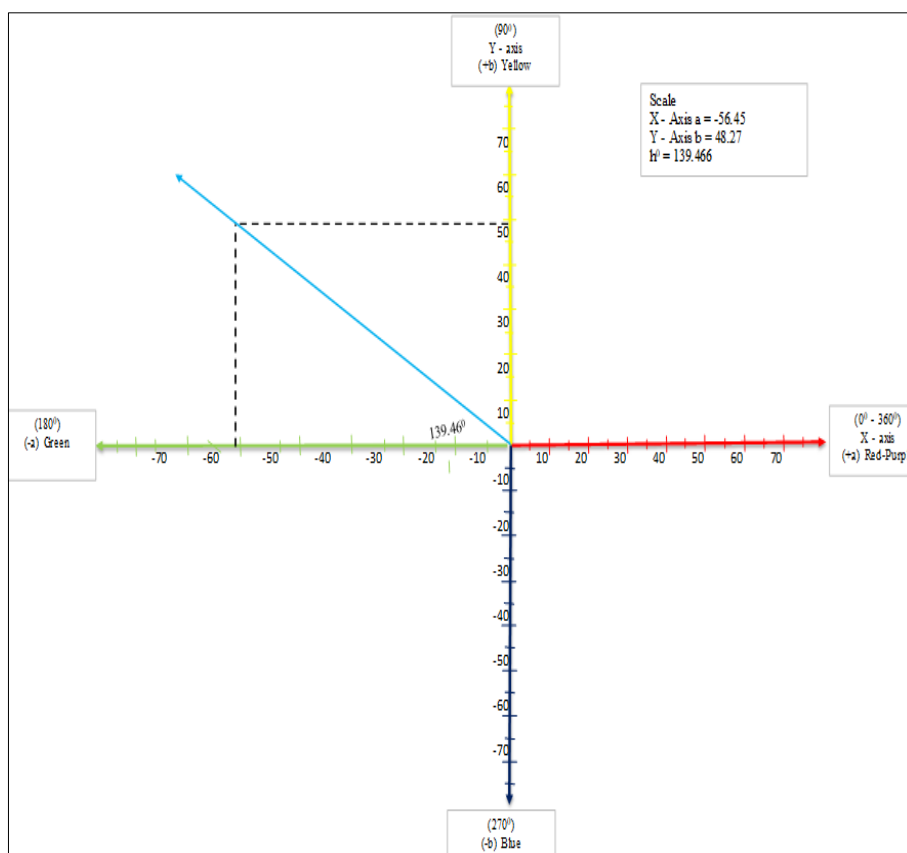 (90⁰)
Y - axis
(+b) Yellow
Scale
X - Axis a = -56.45
Y - Axis b = 48.27
h⁰ = 139.466
70
60
50
40
30
20
10
139.46⁰
(180⁰)
(-a) Green
(0⁰ - 360⁰)
X - axis
(+a) Red-Purp
-70 -60 -50 -40 -30 -20 -10 10 20 30 40 50 60 70
-10
-20
-30
-40
-50
-60
-70
(270⁰)
(-b) Blue